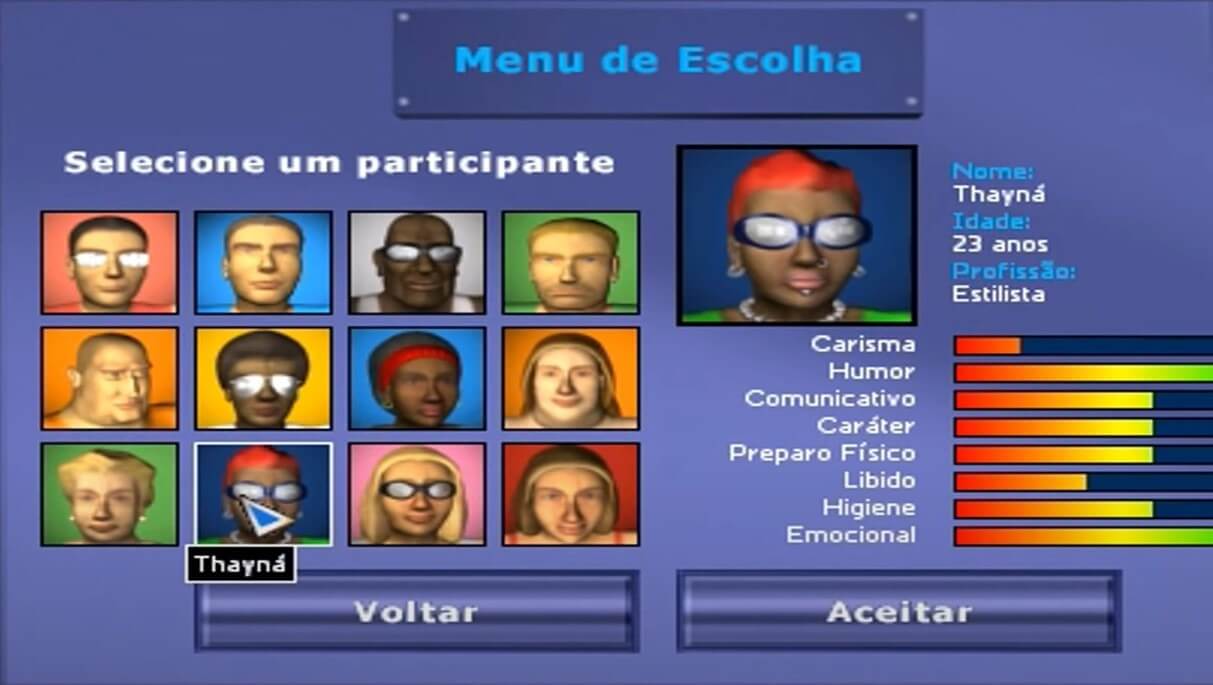 Menu de Escolha
Selecione um participante
Nome:
Thayná
Idade:
23 anos
Profissão:
Estilista
Carisma
Humor
Comunicativo
Caráter
Preparo Físico
Libido
Higiene
Emocional
Thayná
Voltar
Aceitar